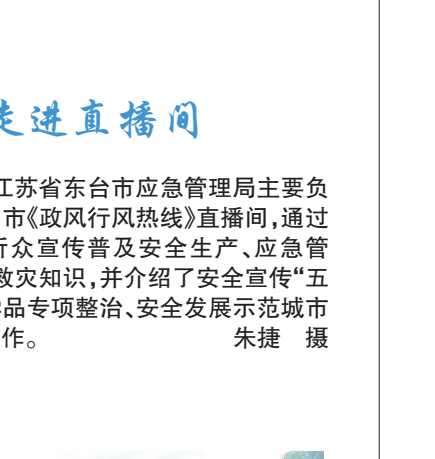 走进直播间
江苏省东台市应急管理局主要负
市《政风行风热线》直播间,通过
听众宣传普及安全生产、应急管
救灾知识,并介绍了安全宣传“五
学品专项整治、安全发展示范城市
作。 朱捷 摄